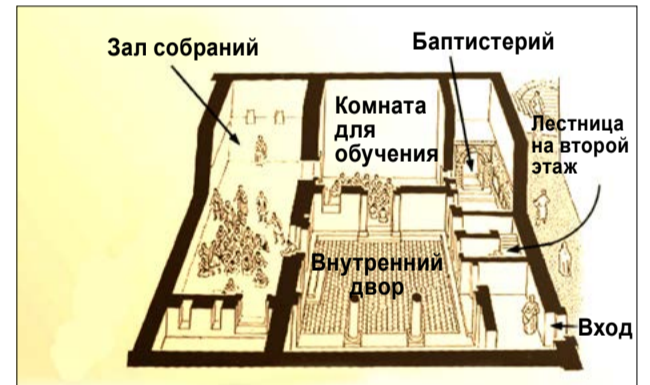 Зал собраний
Баптистерий
Комната
для
обучения
Лестница
на второй
этаж
Внутренний
двор
Вход